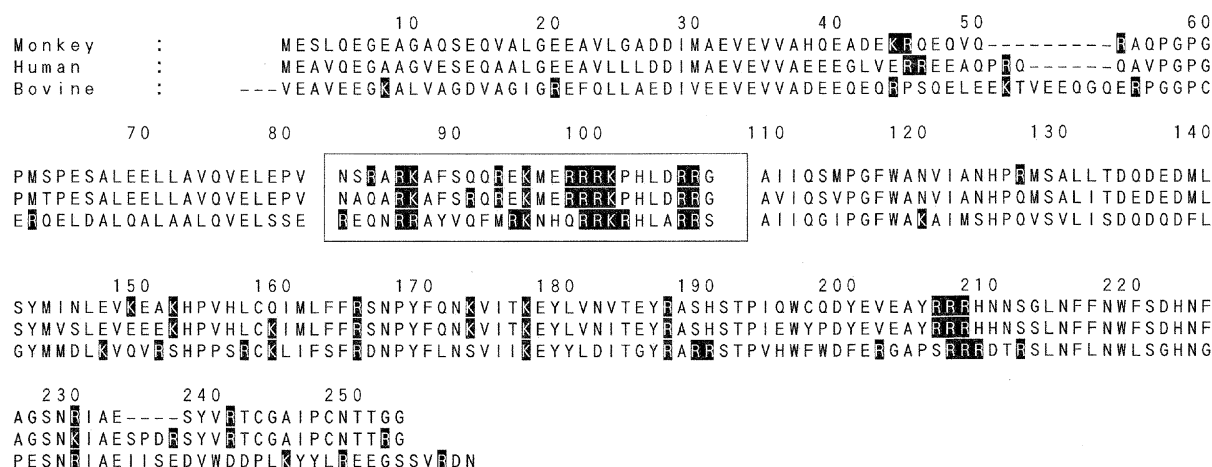 10 20 30 40 50 60
Monkey : MESLQEGEAGAQSEQVALGEEAVLGADDIMAEVEVVAHQEADEKRQEQVQ---------RAQPGPG
Human : MEAVQEGAAGVESEQAALGEEAVLLLDDIMAEVEVVAEEEGLVERREEAQPRQ-------QAVPGPG
Bovine : ---VEAVEEGKALVAGDVAGIGREFQLLAEDIVEEVEVVADEEQEQRPSQELEEKTVEEQGQERPGGPC
70 80 90 100 110 120 130 140
PMSPESALEELLAVQVELEPV NSRARKAFSQQREKMERRRKPHLDRRG AIIQSMPGFWANVIANHPRMSALLTDQDEDML
PMTPESALEELLAVQVELEPV NAQARKAFSRQREKMERRRKPHLDRRG AVIQSVPGFWANVIANHPQMSALITDEDEDML
ERQELDALQALAALQVELSSE REQNRRAYVQFMRKNHQRRKRHLARRS AIIQGIPGFWAKAIMSHPQVSVLISDQDQDFL
150 160 170 180 190 200 210 220
SYMINLEVKEAKHPVHLCQIMLFFRSNPYFQNKVITKEYLVNVTEYRASHSTPIQWCQDYEVEAYRRRHNNSGLNFFNWFSDHNF
SYMVSLEVEEEKHPVHLCKIMLFFRSNPYFQNKVITKEYLVNITEYRASHSTPIEWYPDYEVEAYRRRHHNSSLNFFNWFSDHNF
GYMMDLKVQVRSHPPSRCKLIFSFRDNPYFLNSVIIKEYYLDITGYRARRSTPVHWFWDFERGAPSRRRDTRSLNFLNWLSGHNG
230 240 250
AGSNRIAE----SYVRTCGAIPCNTTGG
AGSNKIAESPDRSYVRTCGAIPCNTTRG
PESNRIAEIISEDVWDDPLKYYLREEGSSVRDN